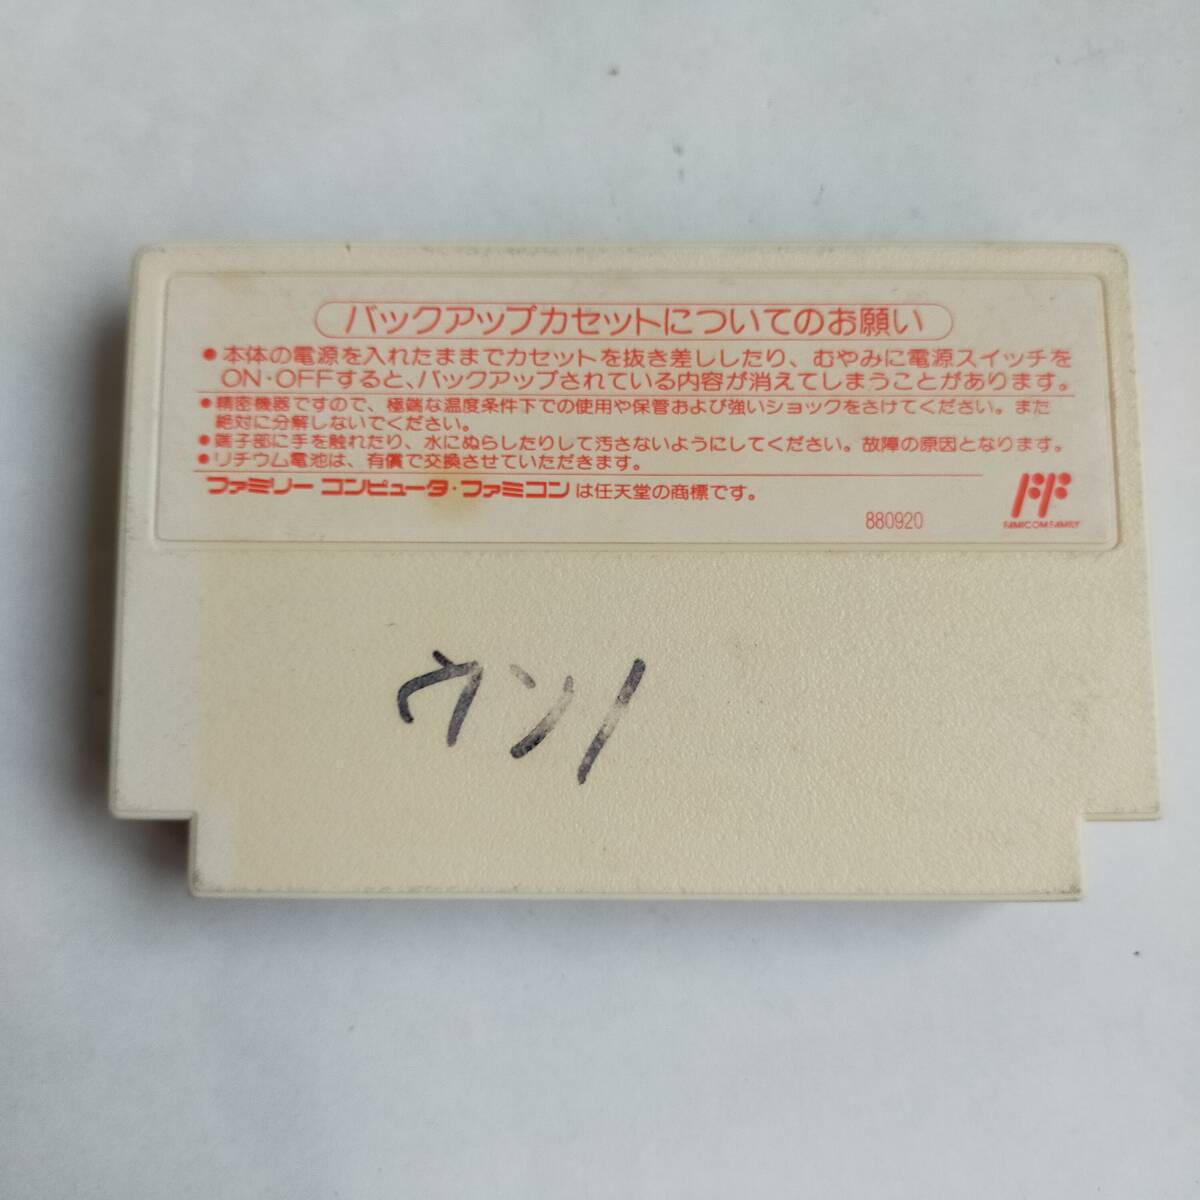 バックアップカセットについてのお願い
●本体の電源を入れたままでカセットを抜き差ししたり、むやみに電源スイッチを
ON・OFFすると、バックアップされている内容が消えてしまうことがあります。
●精密機器ですので、極端な温度条件下での使用や保管および強いショックをさけてください。また
絶対に分解しないでください。
●端子部に手を触れたり、水にぬらしたりして汚さないようにしてください。故障の原因となります。
●リチウム電池は、有償で交換させていただきます。
ファミリーコンピュータ・ファミコンは任天堂の商標です。
880920
FAMICOM FAMILY
ウンノ